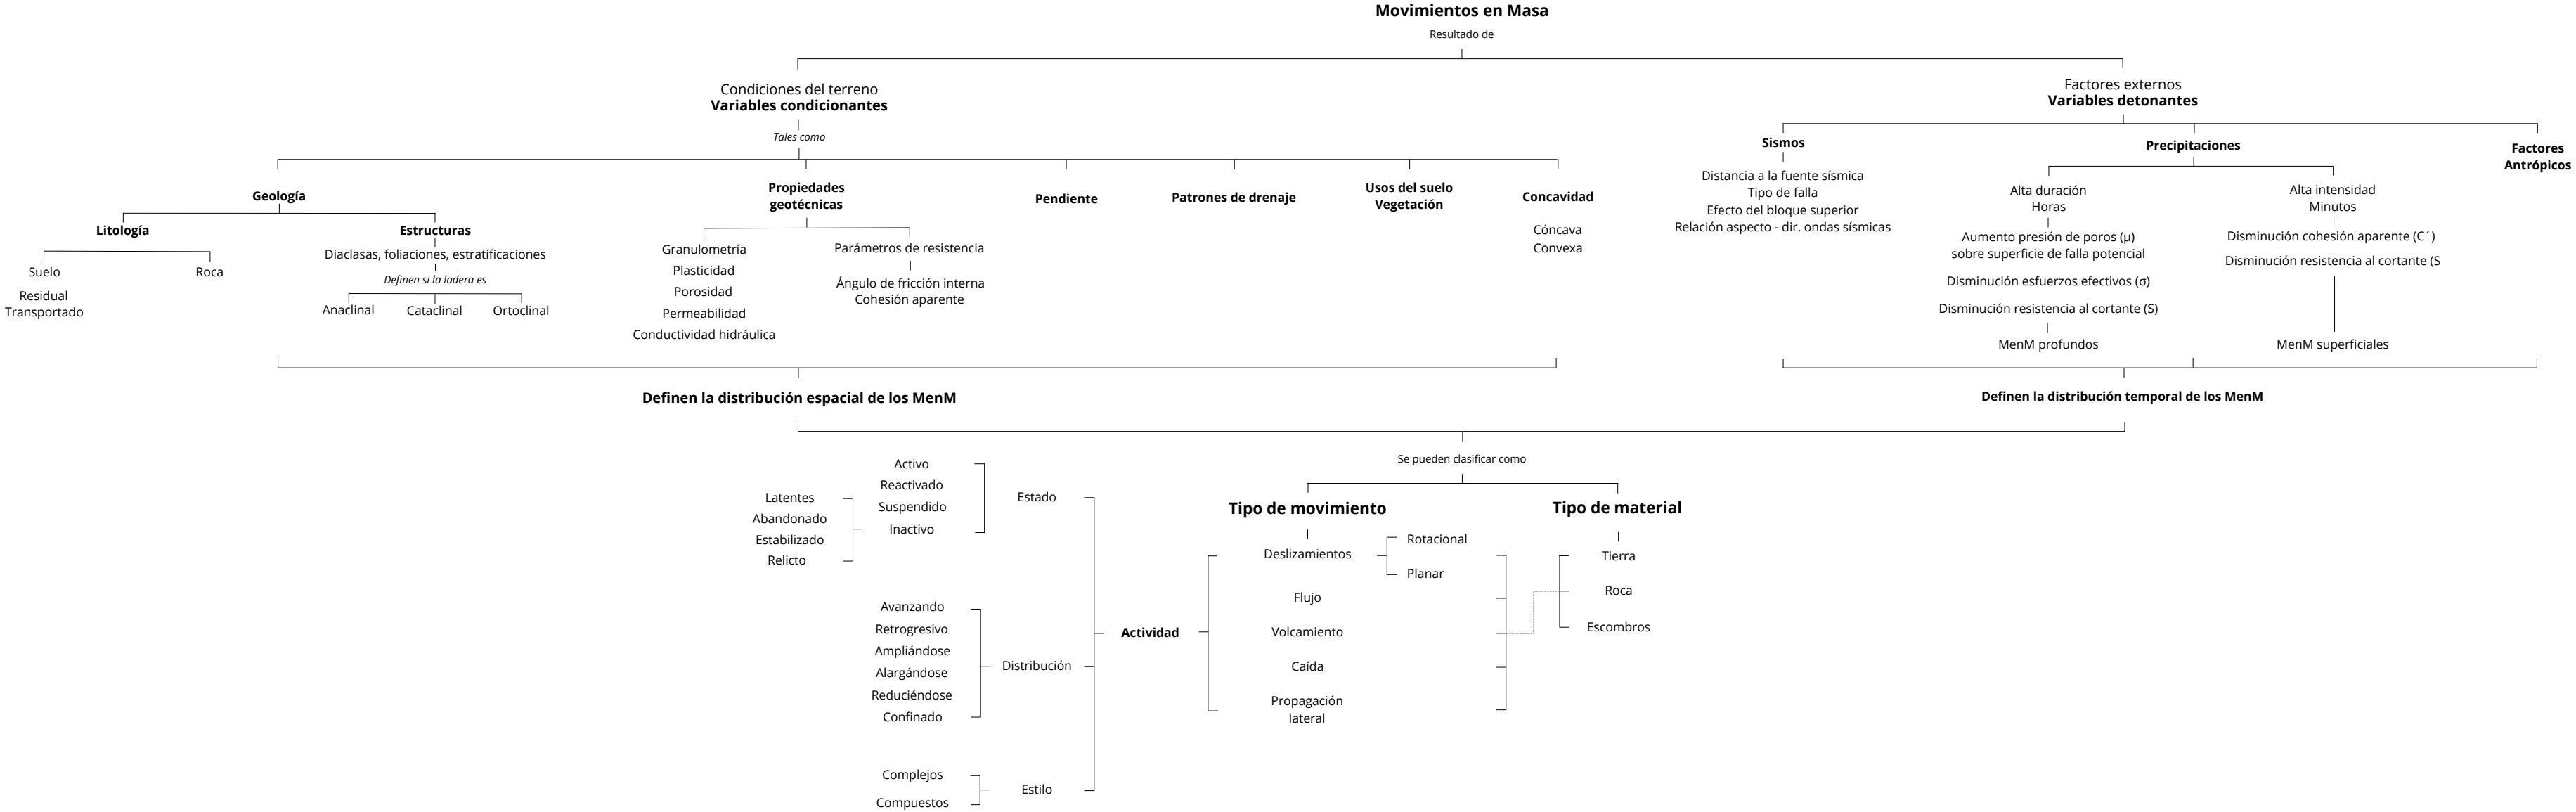 Movimientos en Masa
Resultado de
Condiciones del terreno
Variables condicionantes
Tales como
Geología
Litología
Suelo
Residual
Transportado
Roca
Estructuras
Diaclasas, foliaciones, estratificaciones
Definen si la ladera es
Anaclinal
Cataclinal
Ortoclinal
Propiedades
geotécnicas
Granulometría
Plasticidad
Porosidad
Permeabilidad
Conductividad hidráulica
Parámetros de resistencia
Ángulo de fricción interna
Cohesión aparente
Pendiente
Patrones de drenaje
Usos del suelo
Vegetación
Concavidad
Cóncava
Convexa
Definen la distribución espacial de los MenM
Factores externos
Variables detonantes
Sismos
Distancia a la fuente sísmica
Tipo de falla
Efecto del bloque superior
Relación aspecto - dir. ondas sísmicas
Precipitaciones
Alta duración
Horas
Aumento presión de poros (μ)
sobre superficie de falla potencial
Disminución esfuerzos efectivos (σ)
Disminución resistencia al cortante (S)
MenM profundos
Alta intensidad
Minutos
Disminución cohesión aparente (C´)
Disminución resistencia al cortante (S
MenM superficiales
Factores
Antrópicos
Definen la distribución temporal de los MenM
Se pueden clasificar como
Tipo de movimiento
Deslizamientos
Rotacional
Planar
Flujo
Volcamiento
Caída
Propagación
lateral
Tipo de material
Tierra
Roca
Escombros
Actividad
Estado
Activo
Reactivado
Suspendido
Inactivo
Latentes
Abandonado
Estabilizado
Relicto
Distribución
Avanzando
Retrogresivo
Ampliándose
Alargándose
Reduciéndose
Confinado
Estilo
Complejos
Compuestos